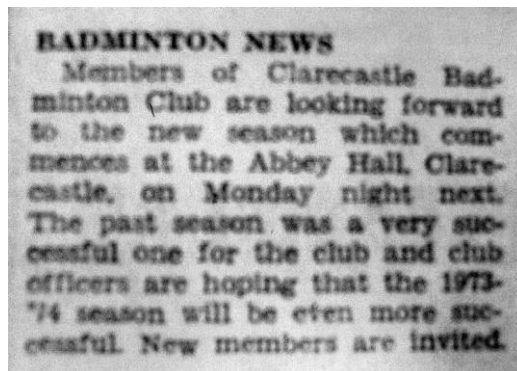 BADMINTON NEWS
Members of Clarecastle Bad-
minton Club are looking forward
to the new season which com-
mences at the Abbey Hall, Clare-
castle, on Monday night next.
The past season was a very suc-
cessful one for the club and club
officers are hoping that the 1973-
'74 season will be even more suc-
cessful. New members are invited.